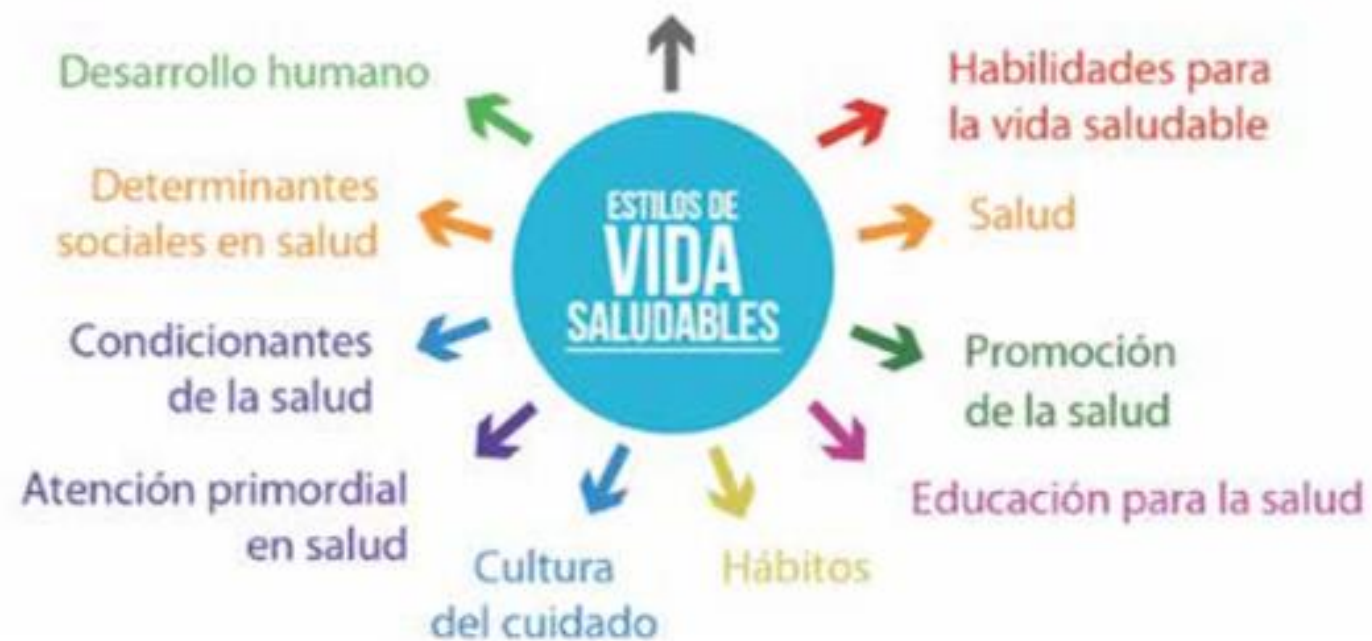 Desarrollo humano
Habilidades para
la vida saludable
Determinantes
sociales en salud
ESTILOS DE
VIDA
SALUDABLES
Salud
Condicionantes
de la salud
Promoción
de la salud
Atención primordial
en salud
Educación para la salud
Cultura
del cuidado
Hábitos